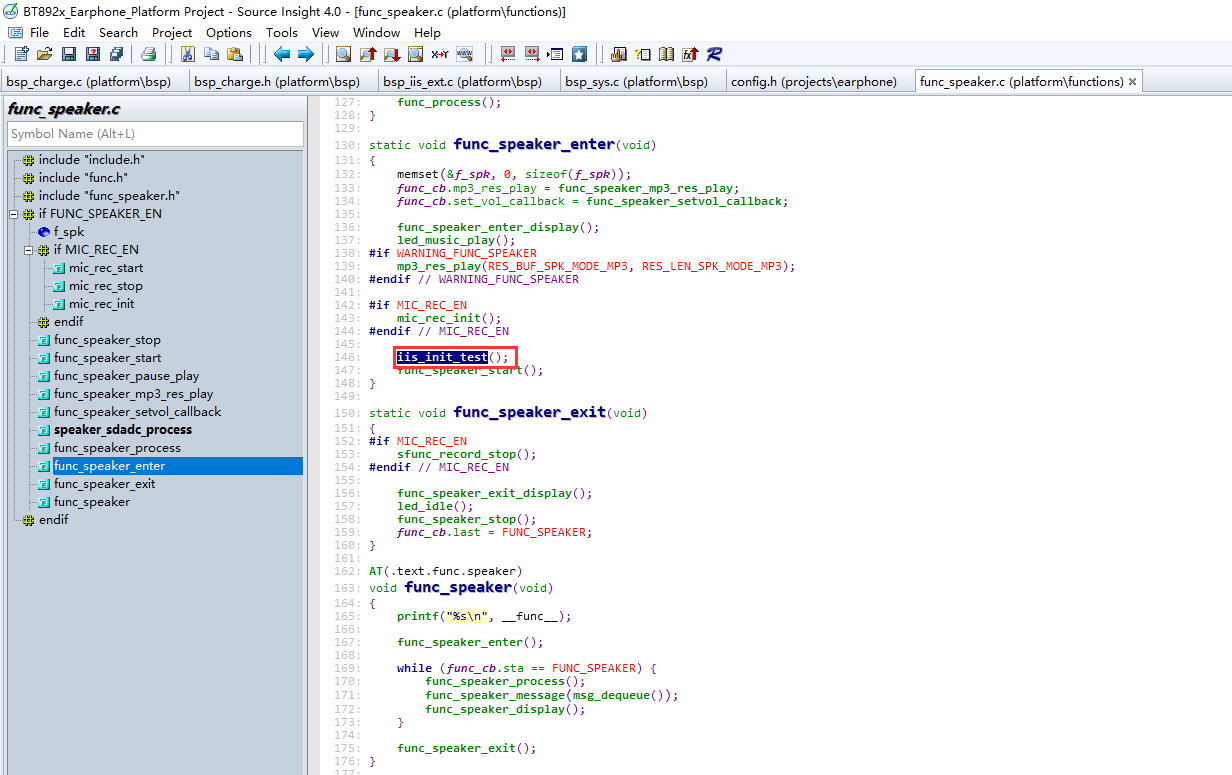 BT892x_Earphone_Platform Project - Source Insight 4.0 - [func_speaker.c (platform\functions)]
File Edit Search Project Options Tools View Window Help
bsp_charge.c (platform\bsp) bsp_charge.h (platform\bsp) bsp_iis_ext.c (platform\bsp) bsp_sys.c (platform\bsp) config.h (projects\earphone) func_speaker.c (platform\functions)
func_speaker.c
Symbol Name (Alt+L)
include "include.h"
include "func.h"
include "func_speaker.h"
if FUNC_SPEAKER_EN
f_spk
if MIC_REC_EN
mic_rec_start
mic_rec_stop
mic_rec_init
endif
func_speaker_stop
func_speaker_start
func_speaker_pause_play
func_speaker_mp3_res_play
func_speaker_setvol_callback
speaker_sdadc_process
func_speaker_process
func_speaker_enter
func_speaker_exit
func_speaker
endif
127: func_process();
128: }
129:
130: static void func_speaker_enter(void)
131: {
132: memset(&f_spk, 0, sizeof(f_spk));
133: func_cb.mp3_res_play = func_speaker_mp3_res_play;
134: func_cb.set_vol_callback = func_speaker_setvol_callback;
135:
136: func_speaker_enter_display();
137: led_music_play();
138: #if WARNING_FUNC_SPEAKER
139: mp3_res_play(RES_BUF_SPK_MODE_MP3, RES_LEN_SPK_MODE_MP3);
140: #endif // WARNING_FUNC_SPEAKER
141:
142: #if MIC_REC_EN
143: mic_rec_init();
144: #endif // MIC_REC_EN
145:
146: iis_init_test();
147: func_speaker_start();
148: }
149:
150: static void func_speaker_exit(void)
151: {
152: #if MIC_REC_EN
153: sfunc_record_stop();
154: #endif // MIC_REC_EN
155:
156: func_speaker_exit_display();
157: led_idle();
158: func_speaker_stop();
159: func_cb.last = FUNC_SPEAKER;
160: }
161:
162: AT(.text.func.speaker)
163: void func_speaker(void)
164: {
165: printf("%s\n", __func__);
166:
167: func_speaker_enter();
168:
169: while (func_cb.sta == FUNC_SPEAKER) {
170: func_speaker_process();
171: func_speaker_message(msg_dequeue());
172: func_speaker_display();
173: }
174:
175: func_speaker_exit();
176: }
177: